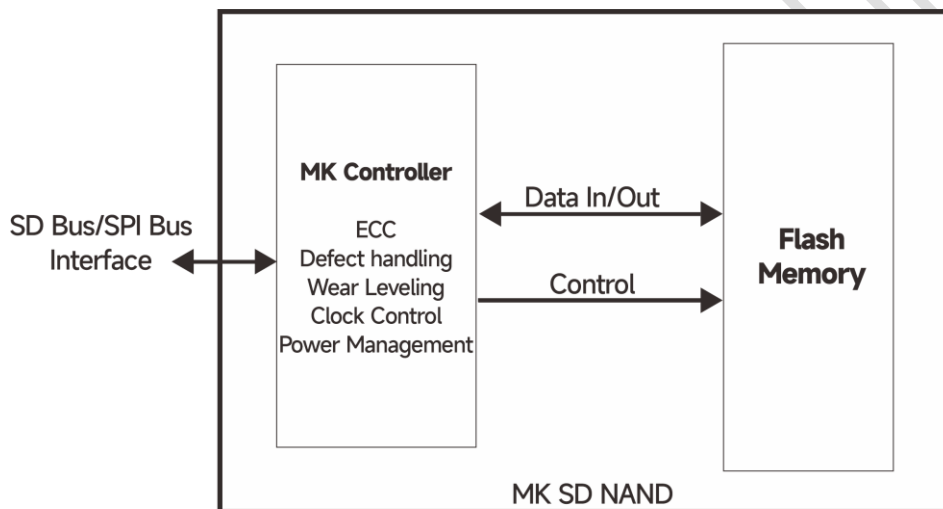 SD Bus/SPI Bus
Interface
MK Controller
ECC
Defect handling
Wear Leveling
Clock Control
Power Management
Data In/Out
Control
Flash
Memory
MK SD NAND